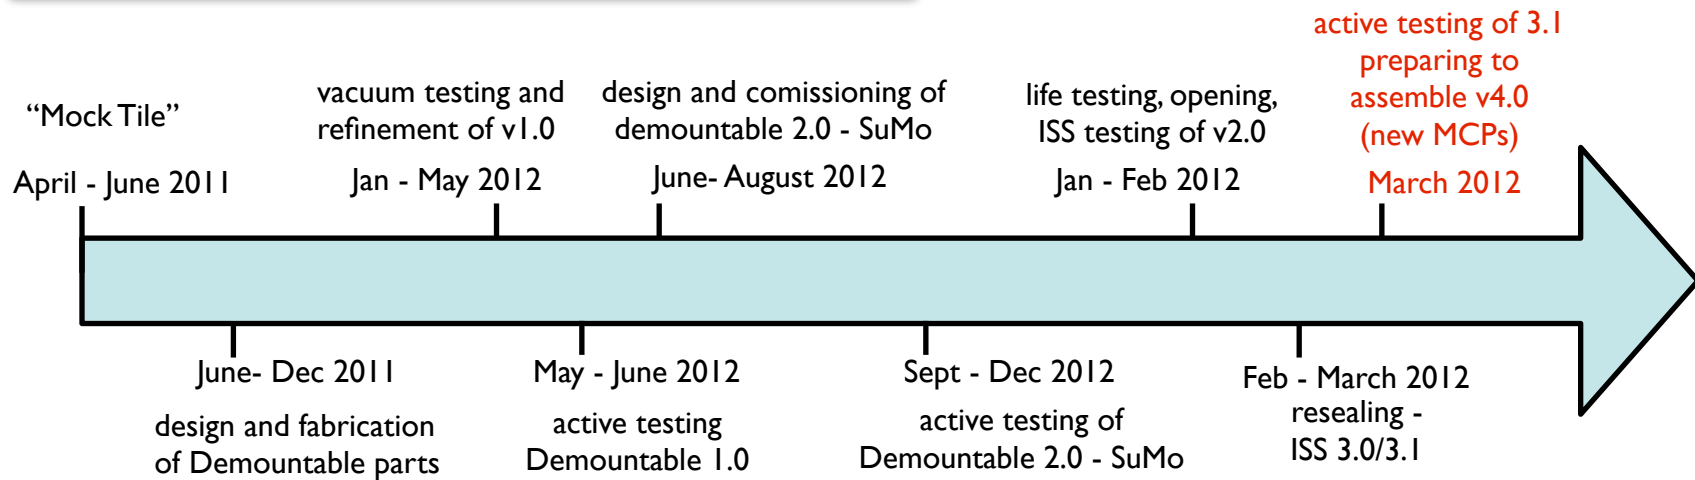 “Mock Tile”
April - June 2011
vacuum testing and
refinement of v1.0
Jan - May 2012
design and comissioning of
demountable 2.0 - SuMo
June- August 2012
life testing, opening,
ISS testing of v2.0
Jan - Feb 2012
active testing of 3.1
preparing to
assemble v4.0
(new MCPs)
March 2012
June- Dec 2011
design and fabrication
of Demountable parts
May - June 2012
active testing
Demountable 1.0
Sept - Dec 2012
active testing of
Demountable 2.0 - SuMo
Feb - March 2012
resealing -
ISS 3.0/3.1